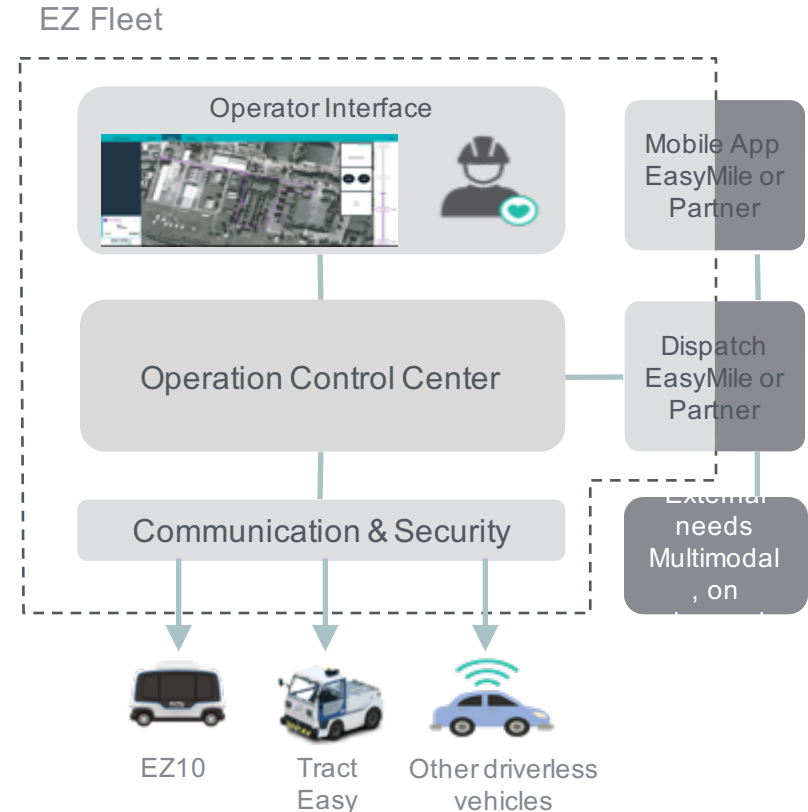 EZ Fleet
Operator Interface
Mobile App
EasyMile or
Partner
Operation Control Center
Dispatch
EasyMile or
Partner
External
needs
Multimodal
, on
Communication & Security
EZ10
Tract
Easy
Other driverless
vehicles